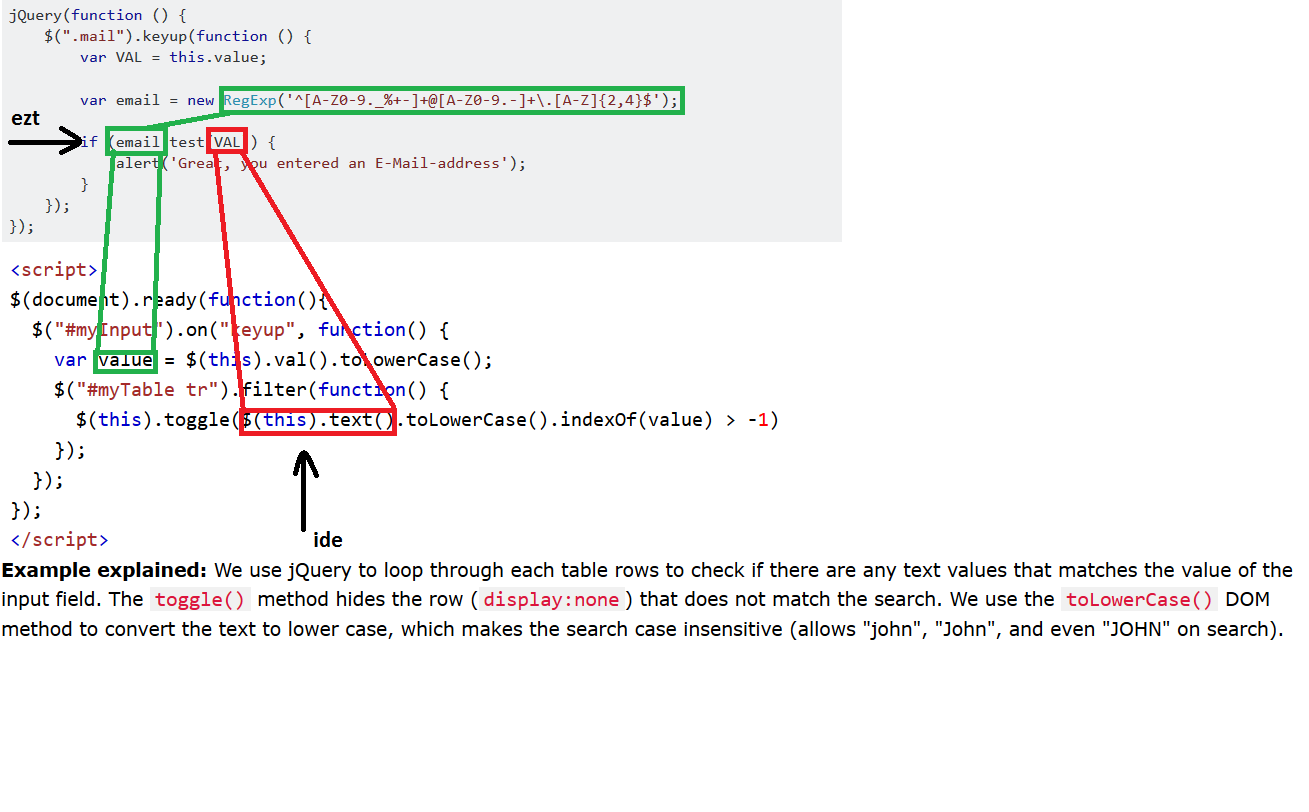 jQuery(function () {
$(".mail").keyup(function () {
var VAL = this.value;
var email = new RegExp('^[A-Z0-9._%+-]+@[A-Z0-9.-]+\.[A-Z]{2,4}$');
ezt
if (email test VAL ) {
alert('Great, you entered an E-Mail-address');
}
});
});
<script>
$(document).ready(function(){
$("#myInput").on("keyup", function() {
var value = $(this).val().toLowerCase();
$("#myTable tr").filter(function() {
$(this).toggle($(this).text().toLowerCase().indexOf(value) > -1)
});
});
});
ide
</script>
Example explained: We use jQuery to loop through each table rows to check if there are any text values that matches the value of the
input field. The toggle() method hides the row (display:none) that does not match the search. We use the toLowerCase() DOM
method to convert the text to lower case, which makes the search case insensitive (allows "john", "John", and even "JOHN" on search).